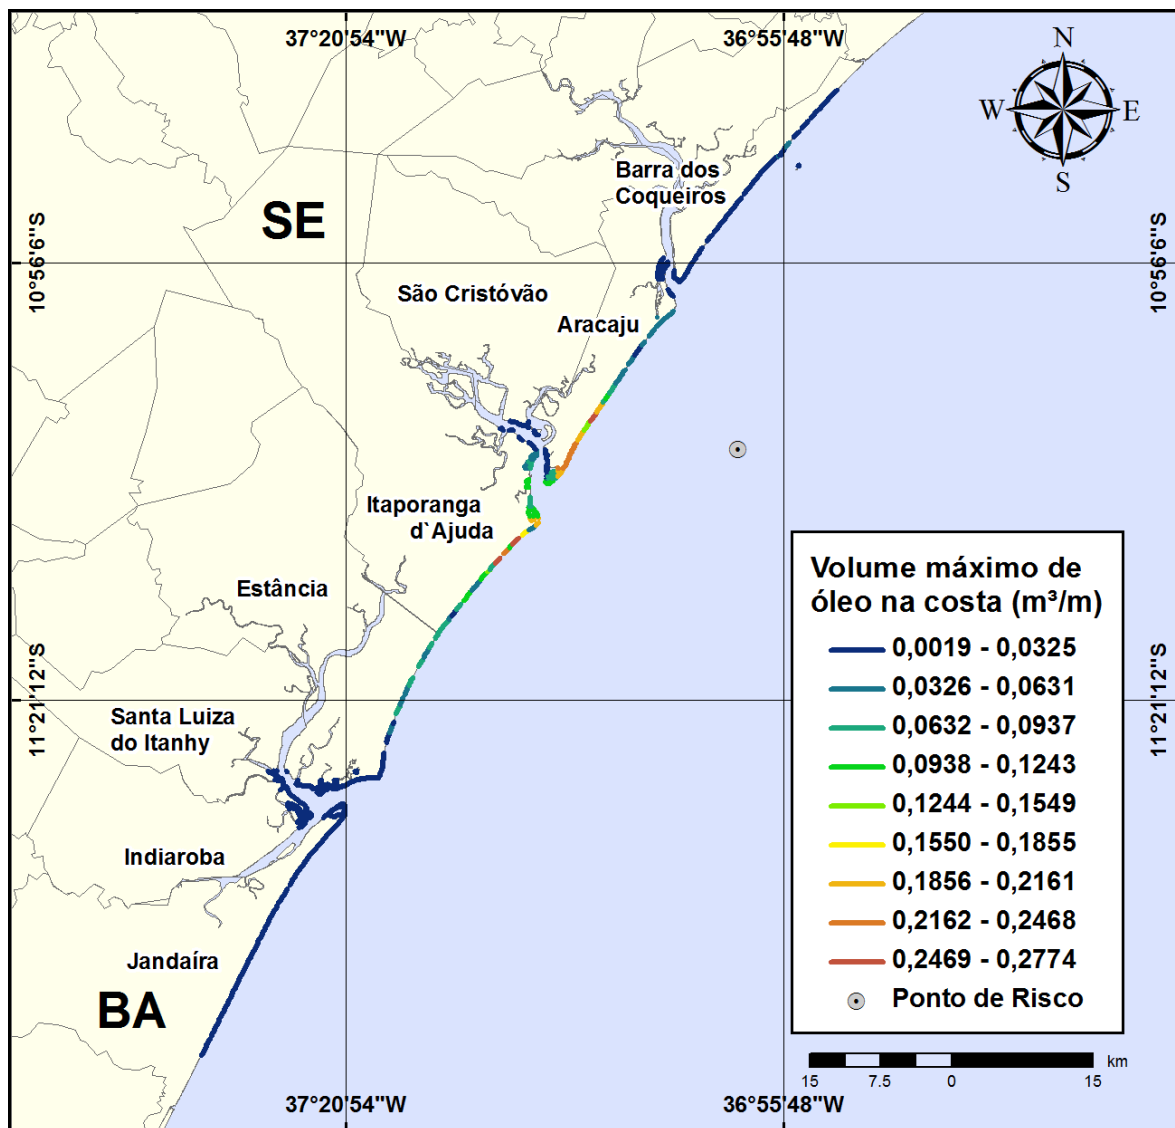 37°20'54"W
36°55'48"W
N
W
E
S
Barra dos
Coqueiros
SE
10°56'6"S
10°56'6"S
São Cristóvão
Aracaju
Itaporanga
d`Ajuda
Estância
Volume máximo de
óleo na costa (m³/m)
0,0019 - 0,0325
0,0326 - 0,0631
0,0632 - 0,0937
0,0938 - 0,1243
0,1244 - 0,1549
0,1550 - 0,1855
0,1856 - 0,2161
0,2162 - 0,2468
0,2469 - 0,2774
Ponto de Risco
11°21'12"S
11°21'12"S
Santa Luiza
do Itanhy
Indiaroba
Jandaíra
BA
km
15
7.5
0
15
37°20'54"W
36°55'48"W